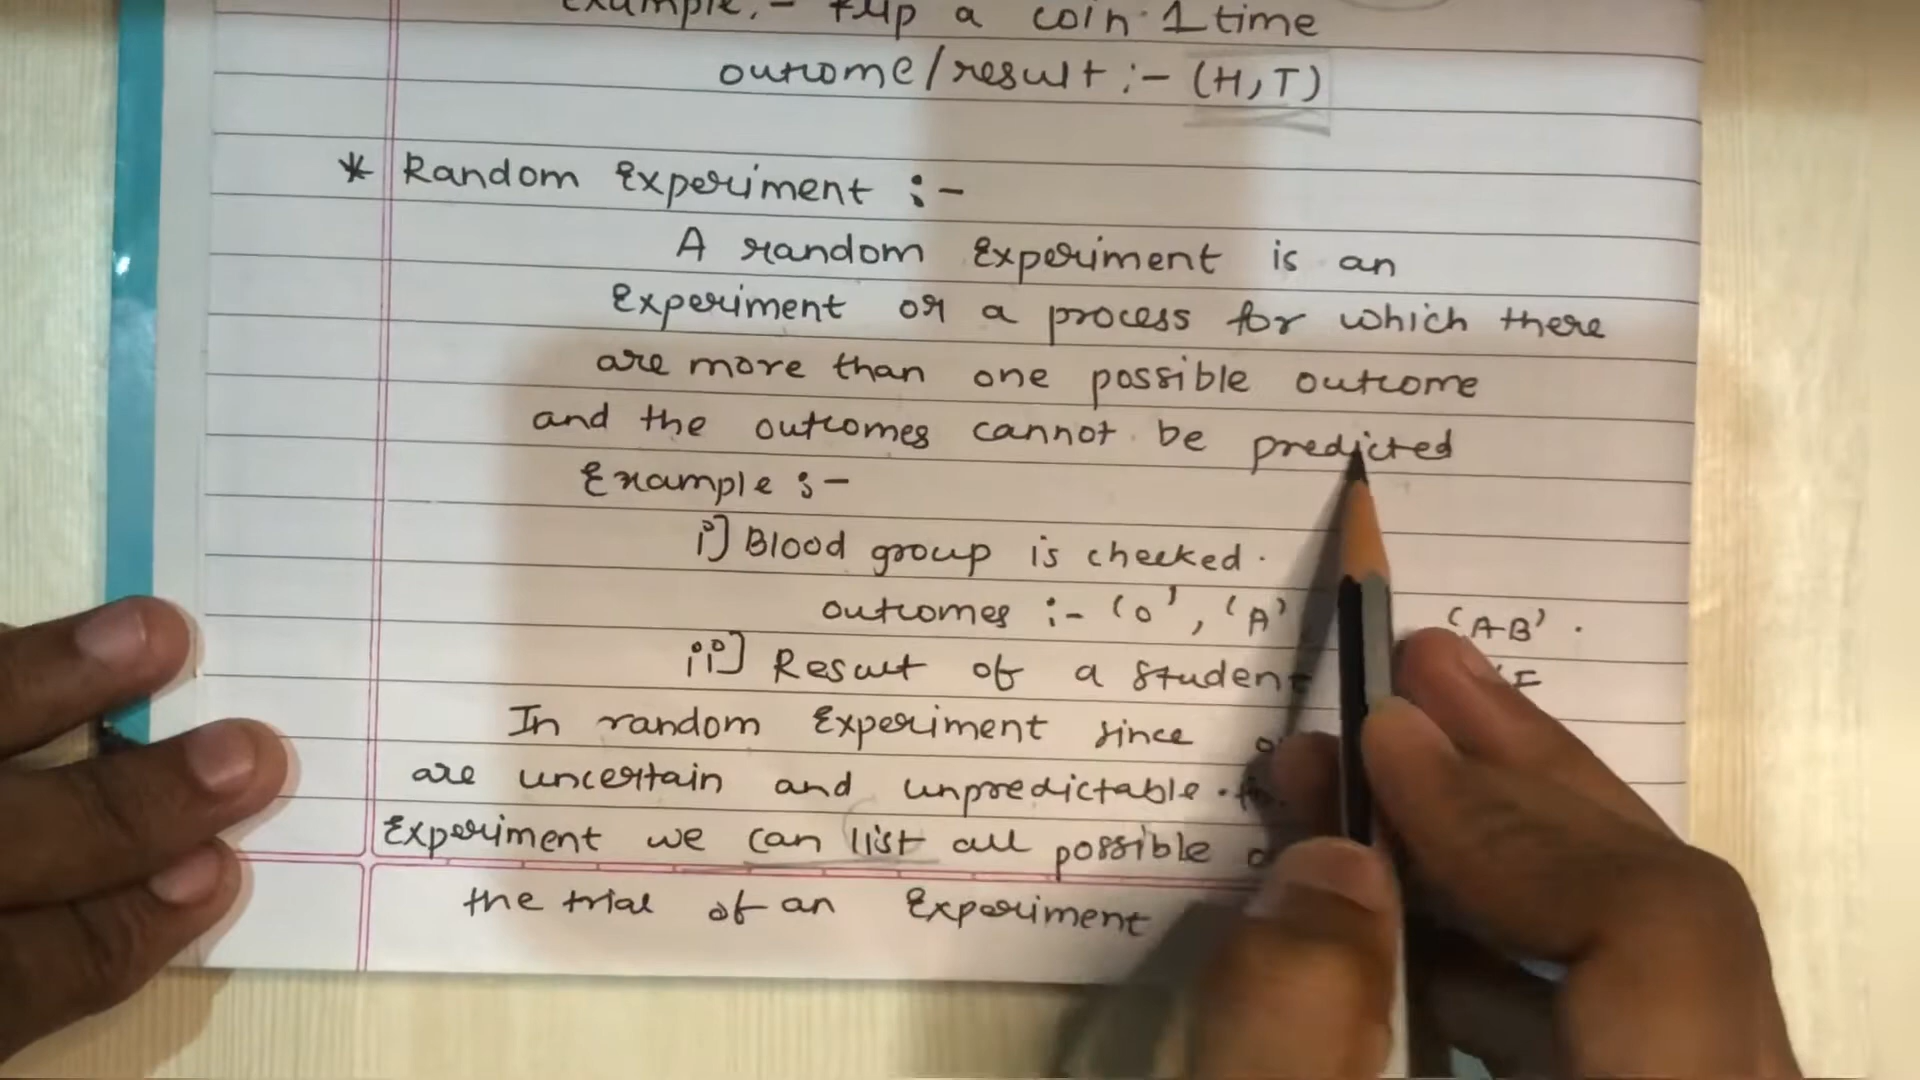 Example:- flip a coin 1 time
outcome/result :- (H,T)
* Random Experiment :-
A random Experiment is an
Experiment or a process for which there
are more than one possible outcome
and the outcomes cannot be predicted
Example :-
i] Blood group is checked.
outcomes :- 'O', 'A' 'AB'.
ii] Result of a student
In random Experiment since
are uncertain and unpredictable.
Experiment we can list all possible
the trial of an Experiment